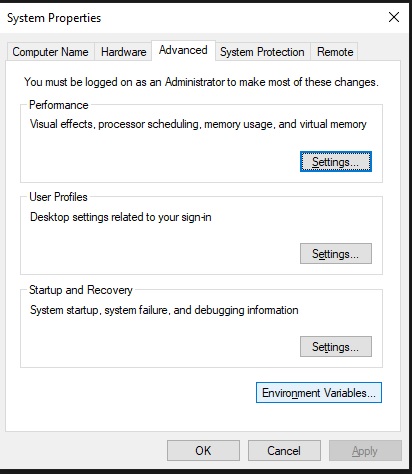 System Properties
Computer Name Hardware Advanced System Protection Remote
You must be logged on as an Administrator to make most of these changes.
Performance
Visual effects, processor scheduling, memory usage, and virtual memory
Settings...
User Profiles
Desktop settings related to your sign-in
Settings...
Startup and Recovery
System startup, system failure, and debugging information
Settings...
Environment Variables...
OK Cancel Apply